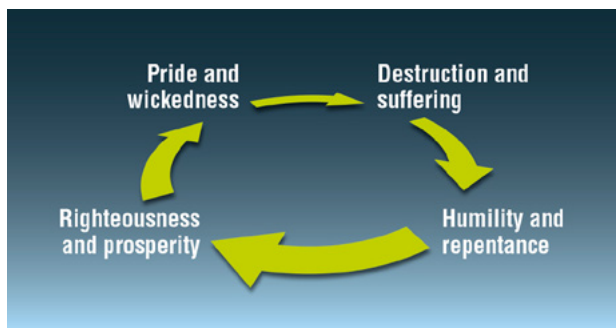 Pride and
wickedness
Destruction and
suffering
Righteousness
and prosperity
Humility and
repentance